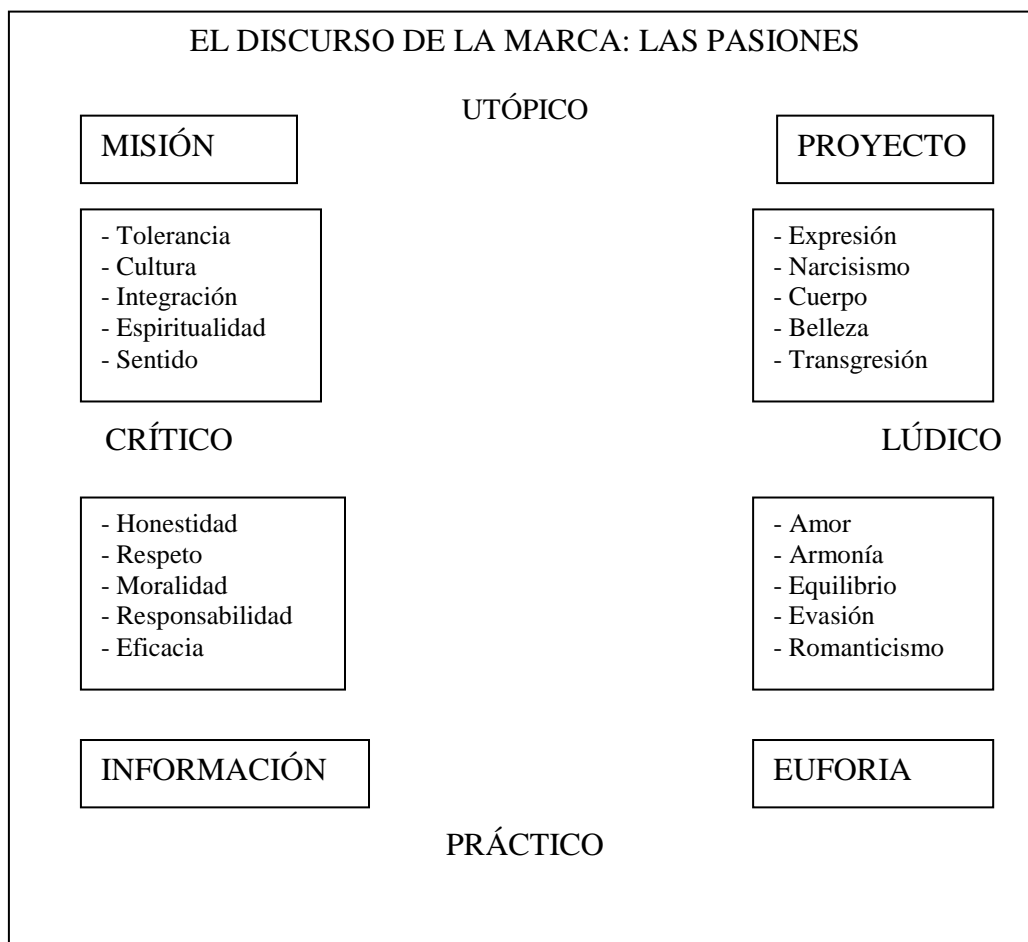 EL DISCURSO DE LA MARCA: LAS PASIONES
UTÓPICO
MISIÓN
PROYECTO
- Tolerancia
- Cultura
- Integración
- Espiritualidad
- Sentido
- Expresión
- Narcisismo
- Cuerpo
- Belleza
- Transgresión
CRÍTICO
LÚDICO
- Honestidad
- Respeto
- Moralidad
- Responsabilidad
- Eficacia
- Amor
- Armonía
- Equilibrio
- Evasión
- Romanticismo
INFORMACIÓN
EUFORIA
PRÁCTICO